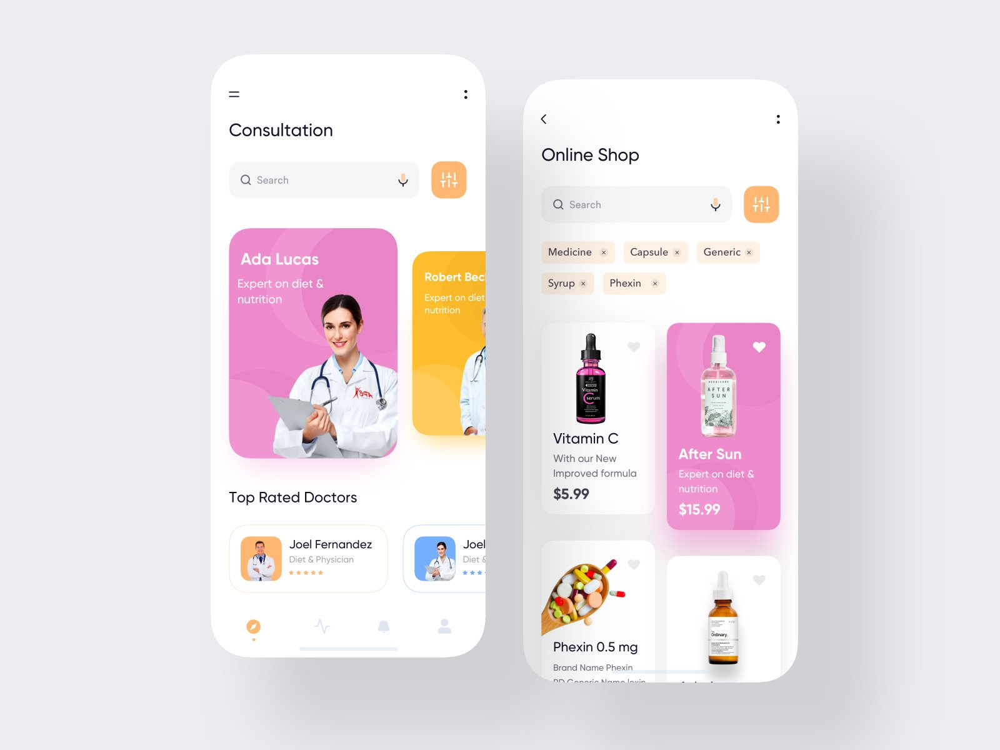 Consultation
Search
Ada Lucas
Expert on diet &
nutrition
Robert Bec
Expert on diet
nutrition
Top Rated Doctors
Joel Fernandez
Diet & Physician
Joel
Diet &
Online Shop
Search
Medicine
Capsule
Generic
Syrup
Phexin
Vitamin
C serum
Vitamin C
With our New
Improved formula
$5.99
HERBIVORE
AFTER
SUN
After Sun
Expert on diet &
nutrition
$15.99
Phexin 0.5 mg
Brand Name Phexin
The
Ordinary.